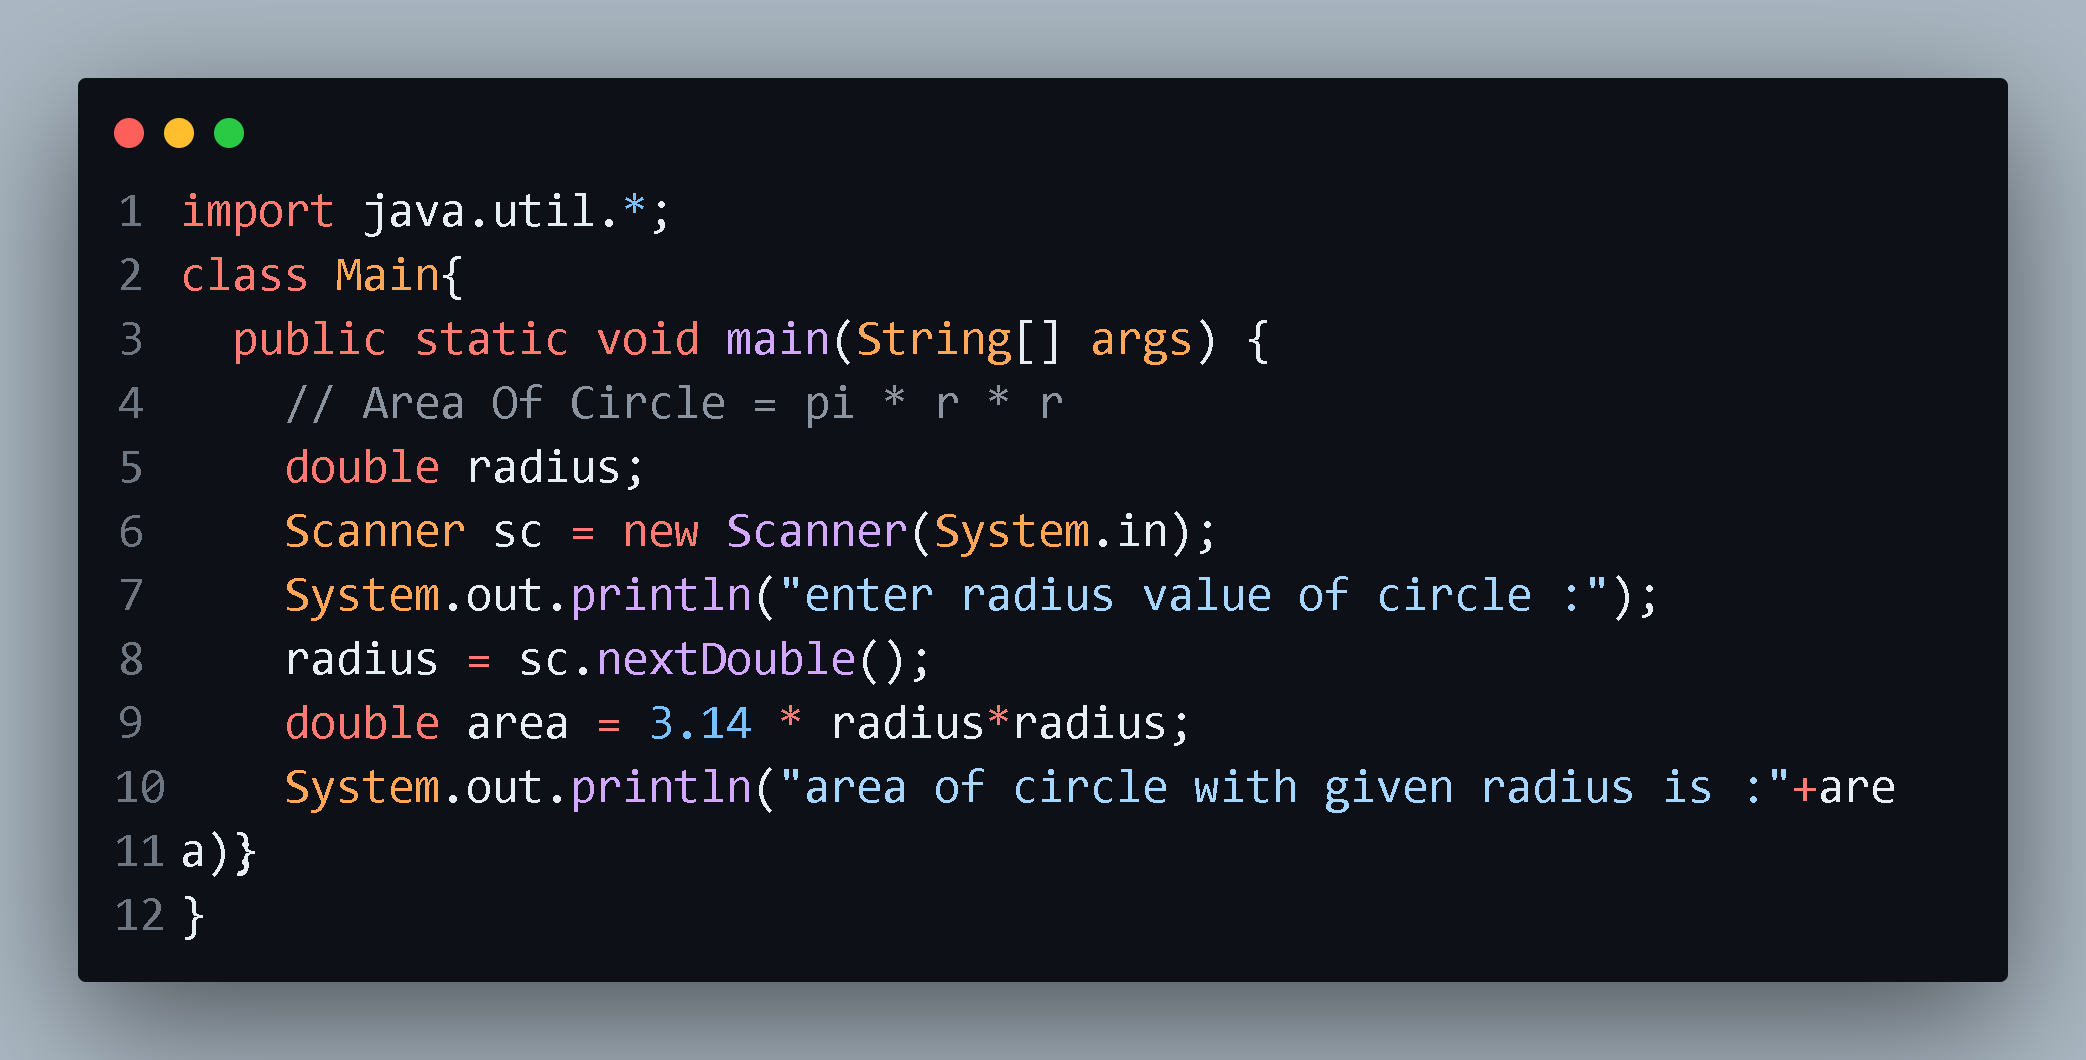 1 import java.util.*;
2 class Main{
3   public static void main(String[] args) {
4     // Area Of Circle = pi * r * r
5     double radius;
6     Scanner sc = new Scanner(System.in);
7     System.out.println("enter radius value of circle :");
8     radius = sc.nextDouble();
9     double area = 3.14 * radius*radius;
10     System.out.println("area of circle with given radius is :"+are
11 a)}
12 }